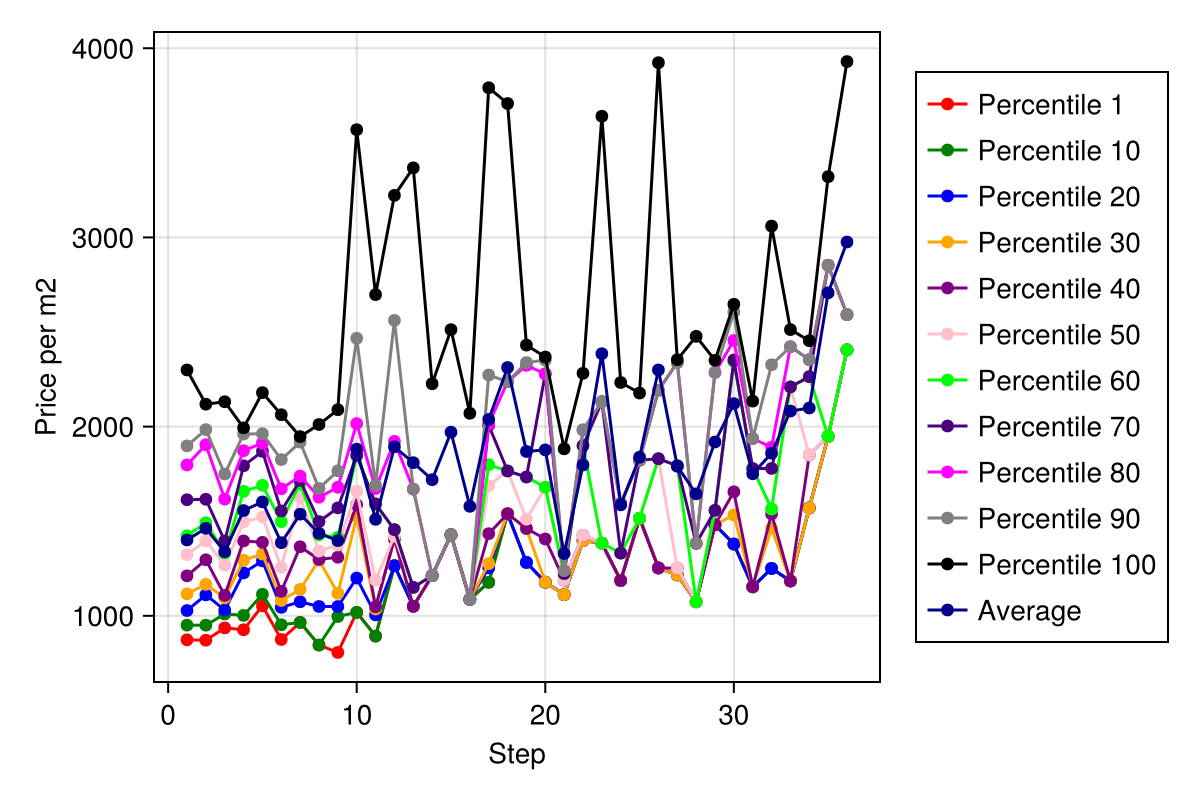 4000
3000
2000
1000
Price per m2
0 10 20 30
Step
Percentile 1
Percentile 10
Percentile 20
Percentile 30
Percentile 40
Percentile 50
Percentile 60
Percentile 70
Percentile 80
Percentile 90
Percentile 100
Average